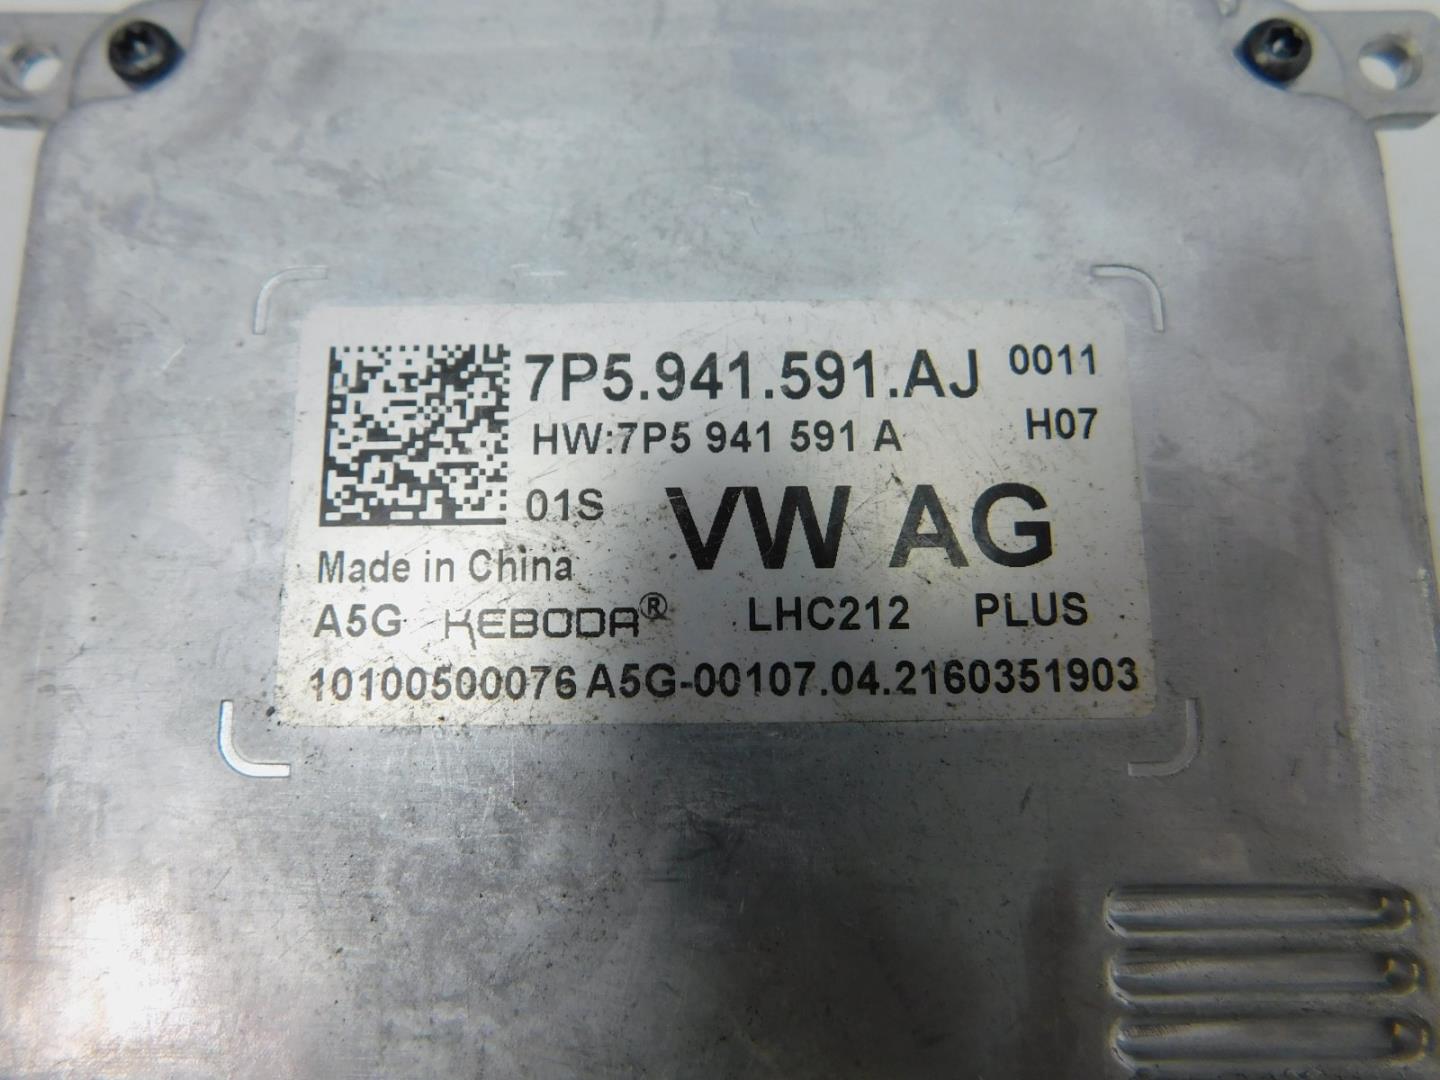 7P5.941.591.AJ 0011
HW:7P5 941 591 A H07
01S VW AG
Made in China
A5G KEBODA® LHC212 PLUS
10100500076 A5G-00107.04.2160351903